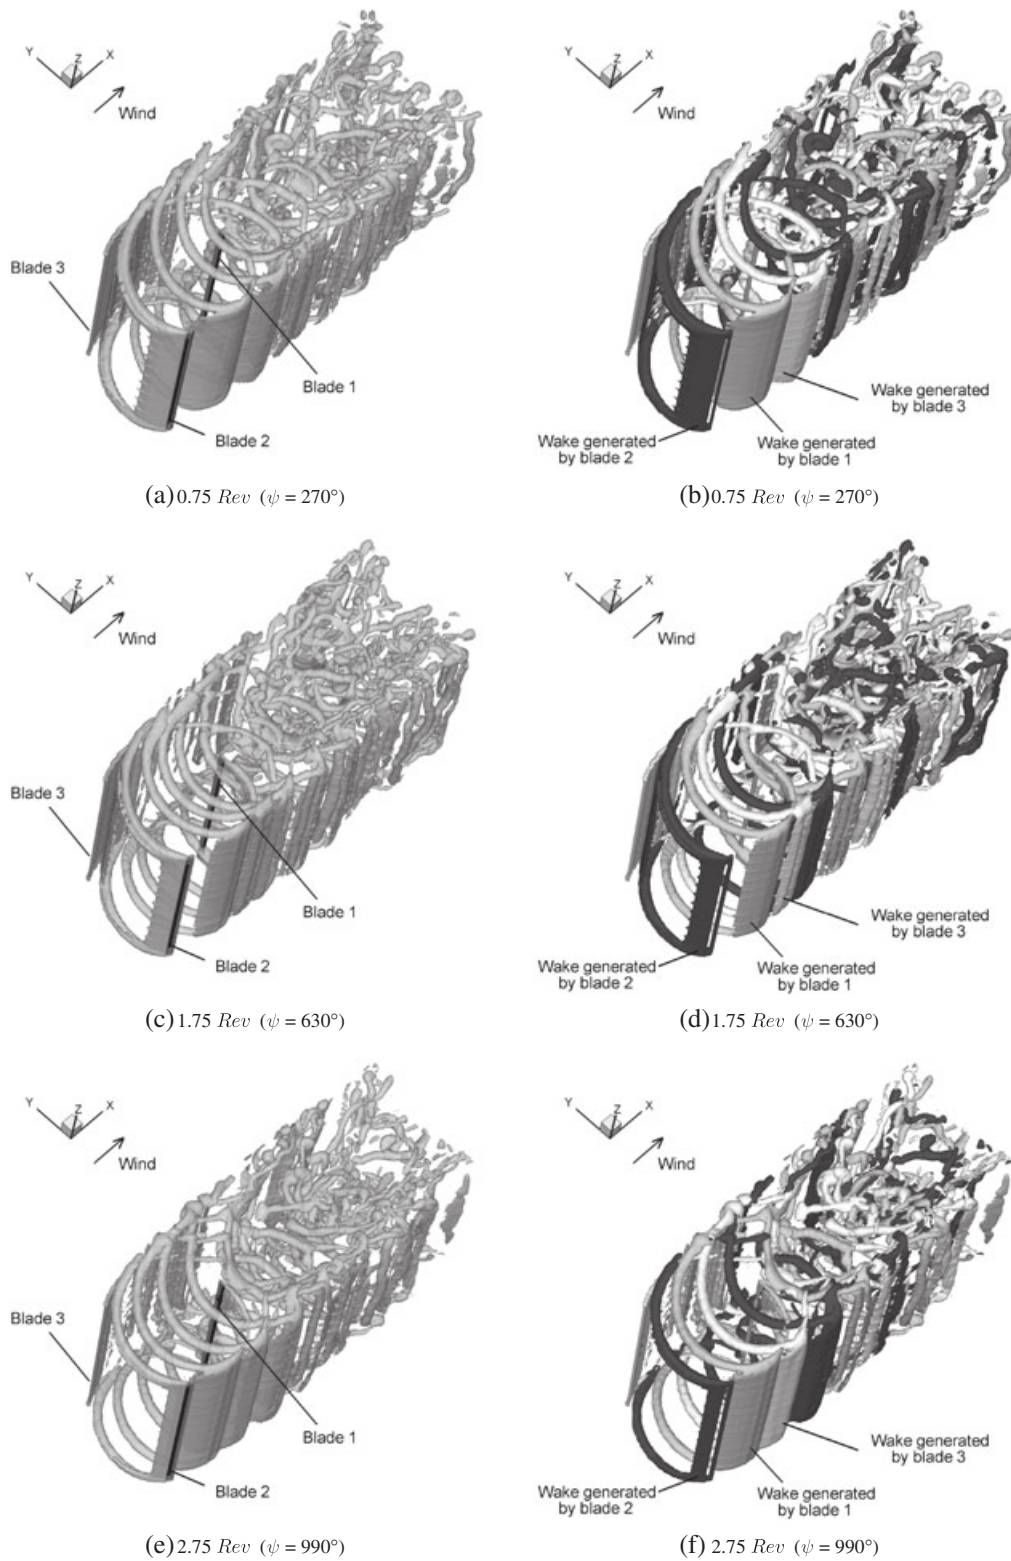 Y Z X
Wind
Blade 3
Blade 1
Blade 2
(a) 0.75 Rev (ψ = 270°)
Y Z X
Wind
Wake generated
by blade 3
Wake generated
by blade 2
Wake generated
by blade 1
(b) 0.75 Rev (ψ = 270°)
Y Z X
Wind
Blade 3
Blade 1
Blade 2
(c) 1.75 Rev (ψ = 630°)
Y Z X
Wind
Wake generated
by blade 3
Wake generated
by blade 2
Wake generated
by blade 1
(d) 1.75 Rev (ψ = 630°)
Y Z X
Wind
Blade 3
Blade 1
Blade 2
(e) 2.75 Rev (ψ = 990°)
Y Z X
Wind
Wake generated
by blade 3
Wake generated
by blade 2
Wake generated
by blade 1
(f) 2.75 Rev (ψ = 990°)